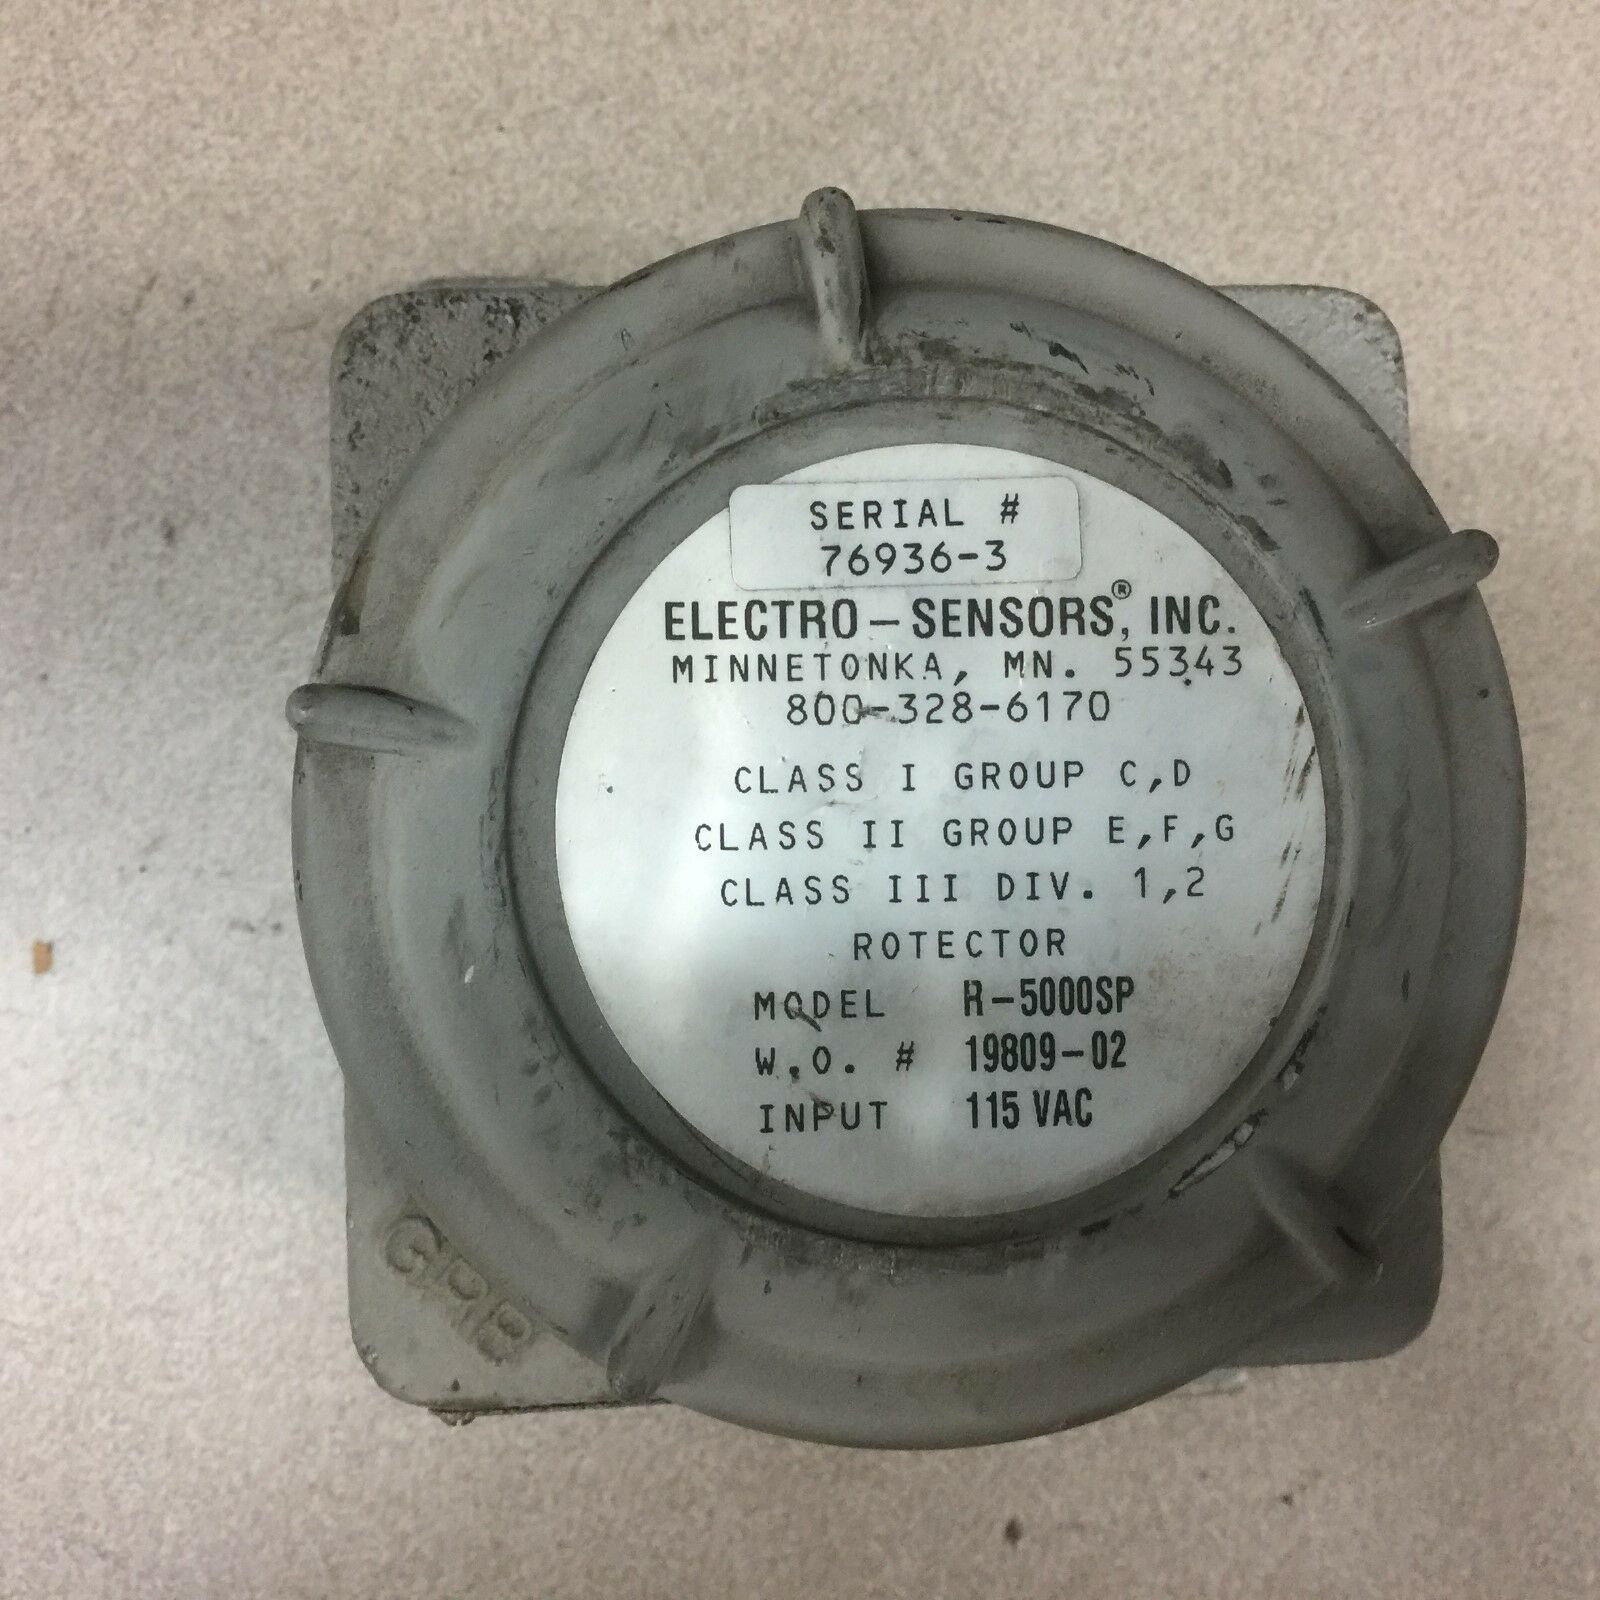 SERIAL #
76936-3
ELECTRO-SENSORS®, INC.
MINNETONKA, MN. 55343
800-328-6170
CLASS I GROUP C,D
CLASS II GROUP E,F,G
CLASS III DIV. 1,2
ROTECTOR
MODEL R-5000SP
W.O. # 19809-02
INPUT 115 VAC